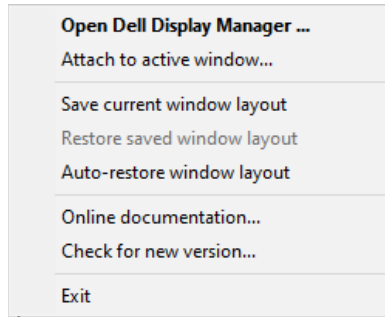 Open Dell Display Manager ...
Attach to active window...
Save current window layout
Restore saved window layout
Auto-restore window layout
Online documentation...
Check for new version...
Exit